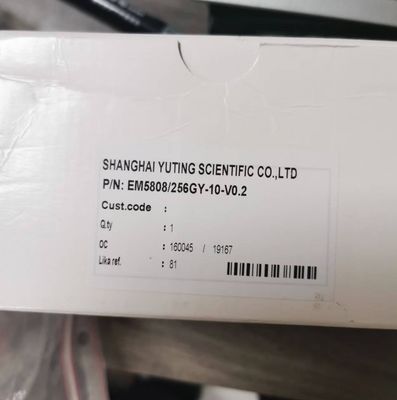 SHANGHAI YUTING SCIENTIFIC CO.,LTD
P/N: EM5808/256GY-10-V0.2
Cust.code :
Q.ty : 1
OC : 160045 / 19167
Lika ref. : 81